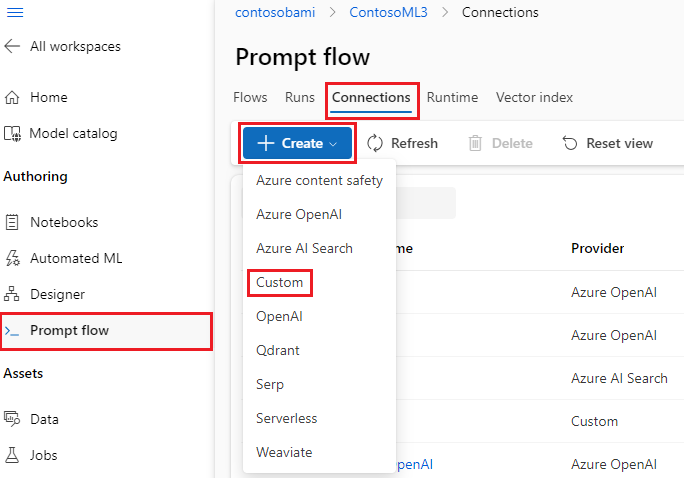 contosobami > ContosoML3 > Connections
All workspaces
Prompt flow
Home
Flows Runs Connections Runtime Vector index
Model catalog
Create Refresh Delete Reset view
Authoring
Azure content safety
Notebooks
Azure OpenAI
Automated ML
Azure AI Search me Provider
Designer
Custom Azure OpenAI
Prompt flow
OpenAI Azure OpenAI
Assets
Qdrant
Serp Azure AI Search
Data
Serverless Custom
Jobs
Weaviate penAI Azure OpenAI